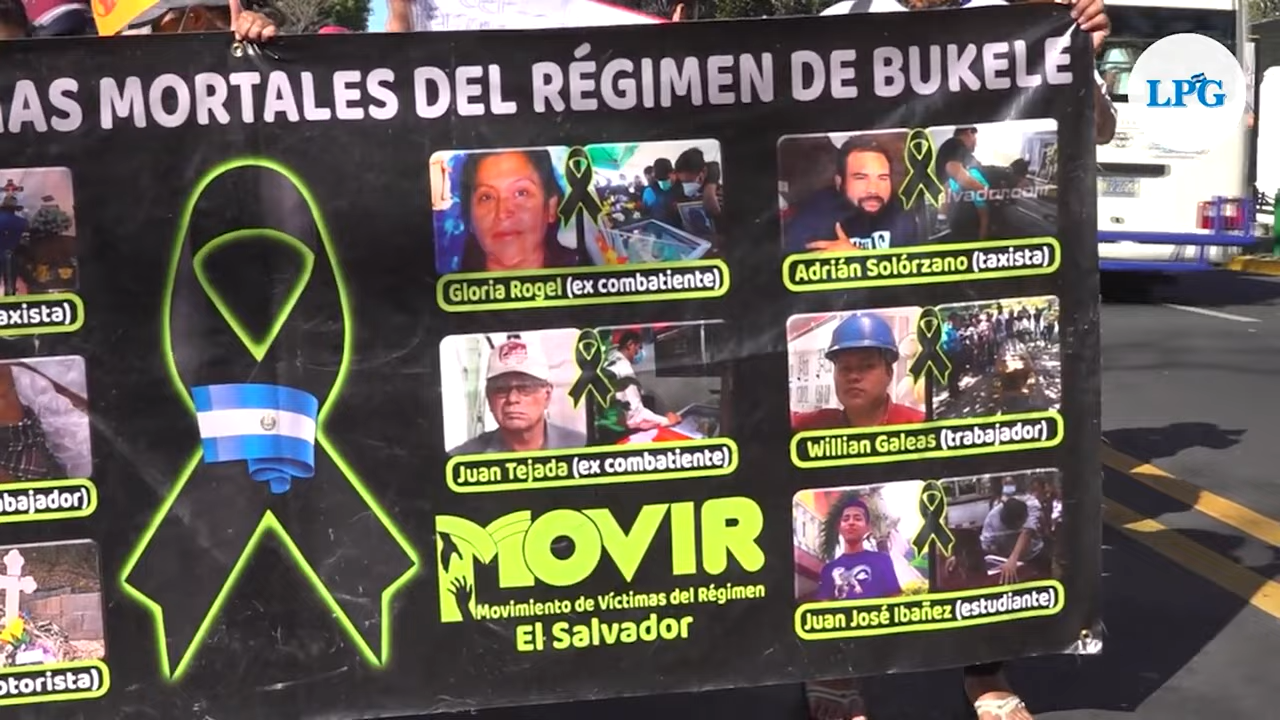 MAS MORTALES DEL RÉGIMEN DE BUKELE
LPG
Gloria Rogel (ex combatiente)
Adrián Solórzano (taxista)
axista)
Juan Tejada (ex combatiente)
Willian Galeas (trabajador)
abajador)
MOVIR
Movimiento de Víctimas del Régimen
El Salvador
Juan José Ibañez (estudiante)
otorista)